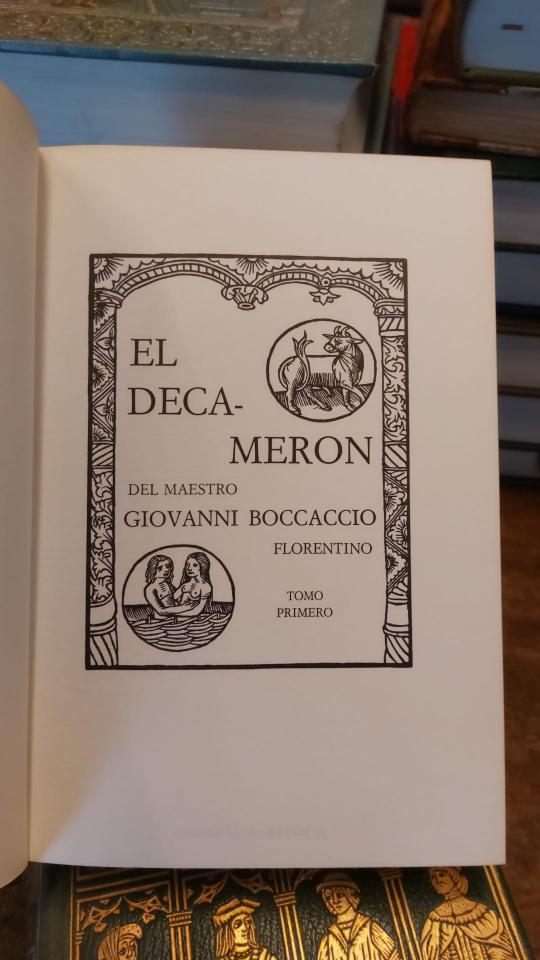 EL
DECA-
MERON
DEL MAESTRO
GIOVANNI BOCCACCIO
FLORENTINO
TOMO
PRIMERO